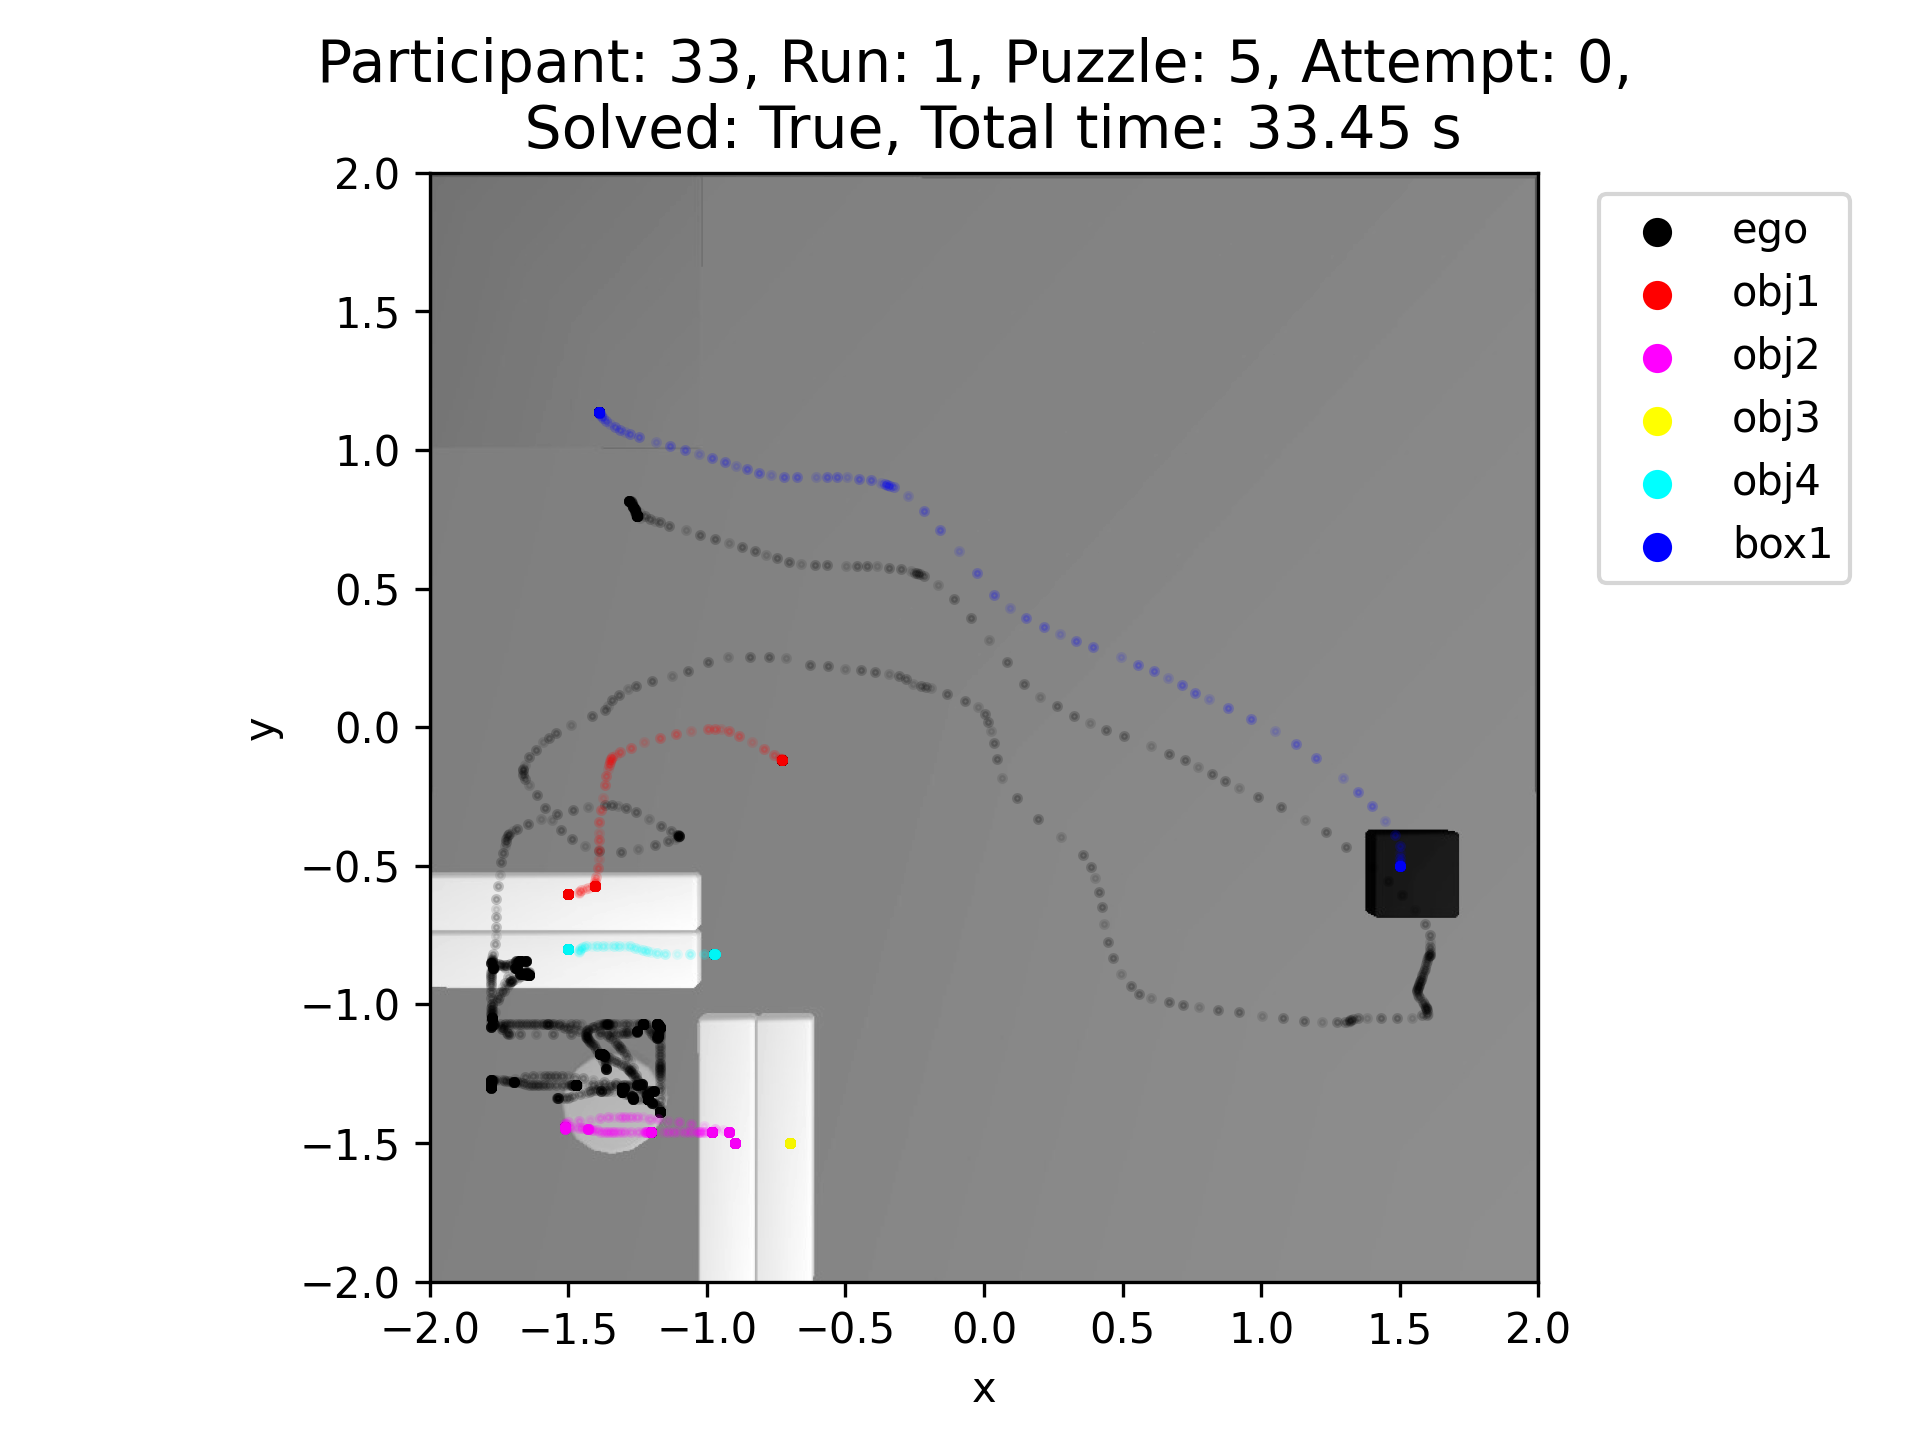 Participant: 33, Run: 1, Puzzle: 5, Attempt: 0,
Solved: True, Total time: 33.45 s
2.0
1.5
1.0
0.5
0.0
−0.5
−1.0
−1.5
−2.0
y
−2.0 −1.5 −1.0 −0.5 0.0 0.5 1.0 1.5 2.0
x
ego
obj1
obj2
obj3
obj4
box1